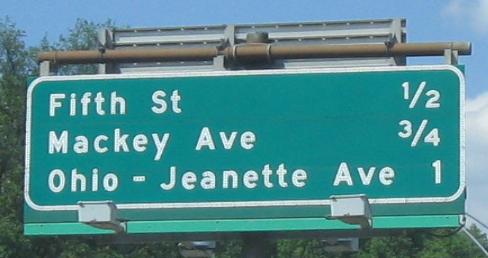 Fifth St ½
Mackey Ave ¾
Ohio - Jeanette Ave 1